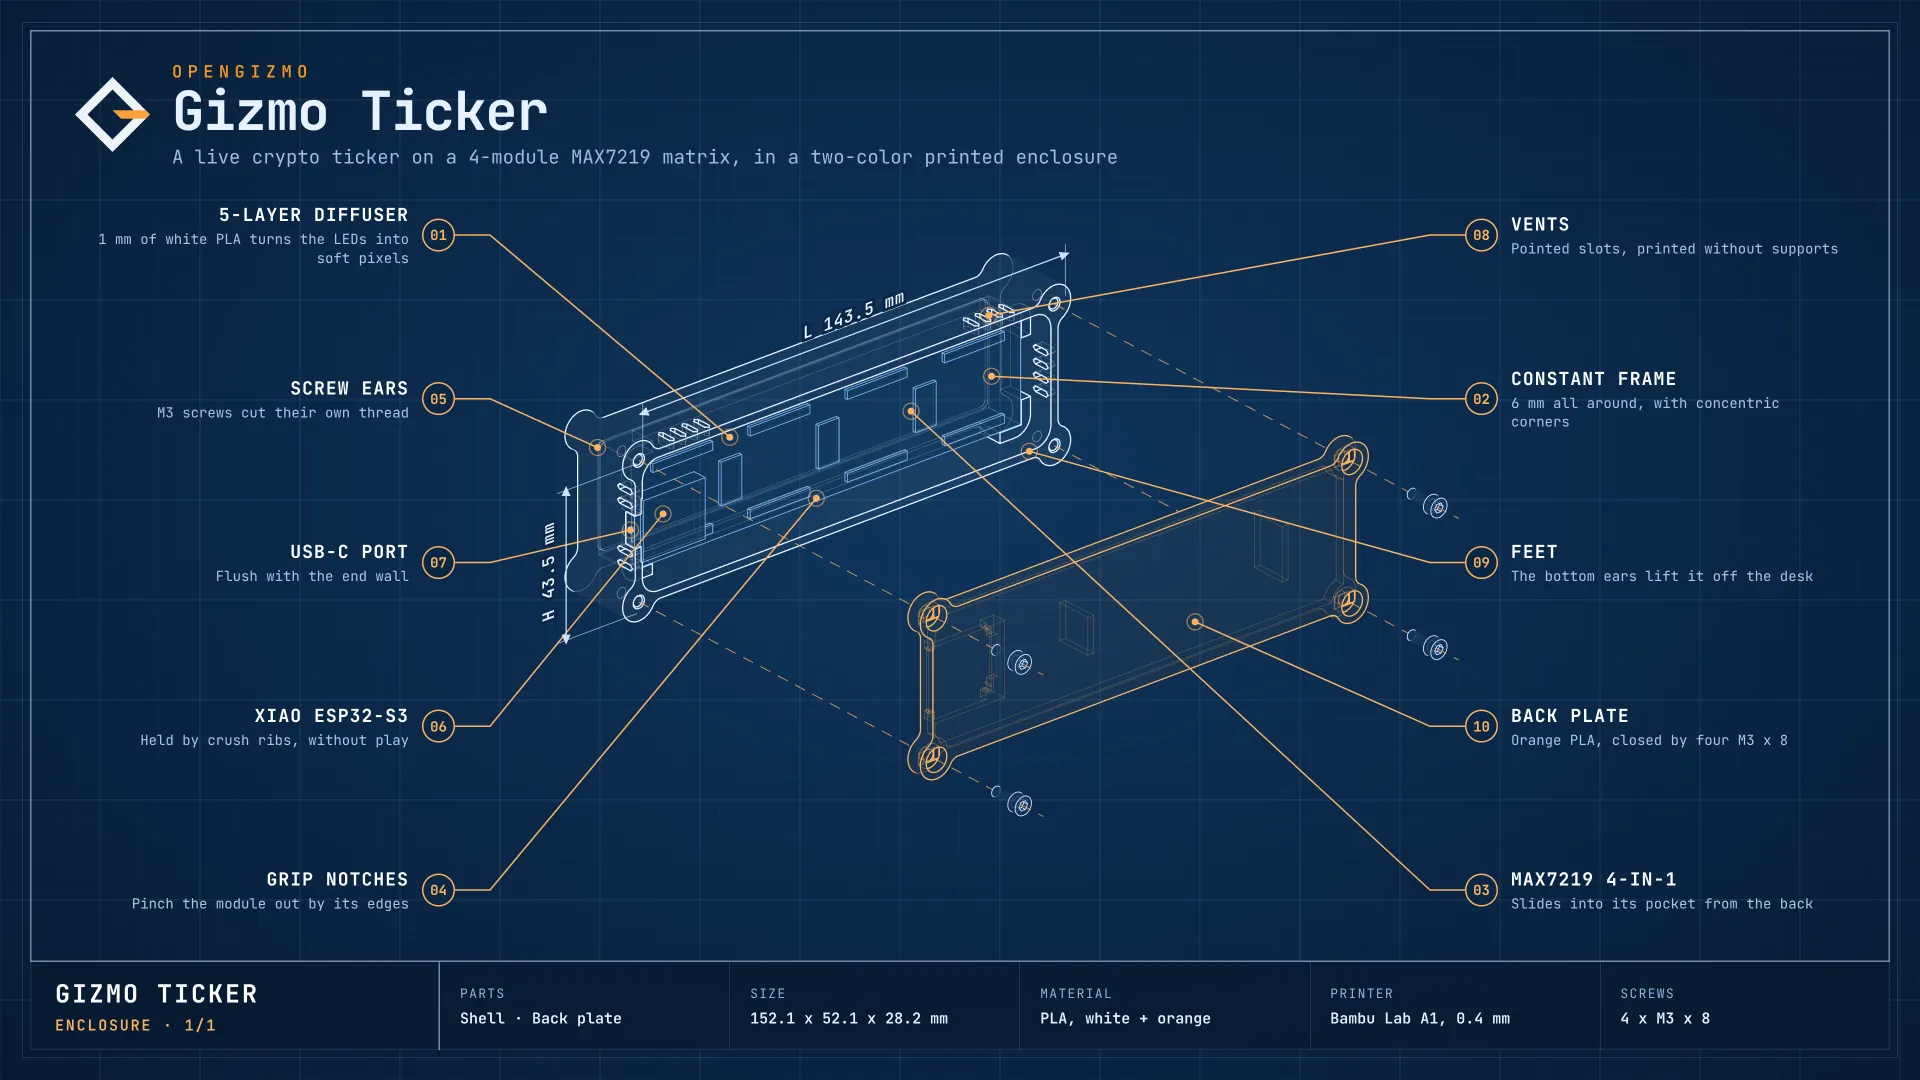 OPENGIZMO
Gizmo Ticker
A live crypto ticker on a 4-module MAX7219 matrix, in a two-color printed enclosure
5-LAYER DIFFUSER
1 mm of white PLA turns the LEDs into
soft pixels
01
SCREW EARS
M3 screws cut their own thread
05
USB-C PORT
Flush with the end wall
07
XIAO ESP32-S3
Held by crush ribs, without play
06
GRIP NOTCHES
Pinch the module out by its edges
04
L 143.5 mm
H 43.5 mm
08
VENTS
Pointed slots, printed without supports
02
CONSTANT FRAME
6 mm all around, with concentric
corners
09
FEET
The bottom ears lift it off the desk
10
BACK PLATE
Orange PLA, closed by four M3 x 8
03
MAX7219 4-IN-1
Slides into its pocket from the back
GIZMO TICKER
ENCLOSURE · 1/1
PARTS
Shell · Back plate
SIZE
152.1 x 52.1 x 28.2 mm
MATERIAL
PLA, white + orange
PRINTER
Bambu Lab A1, 0.4 mm
SCREWS
4 x M3 x 8